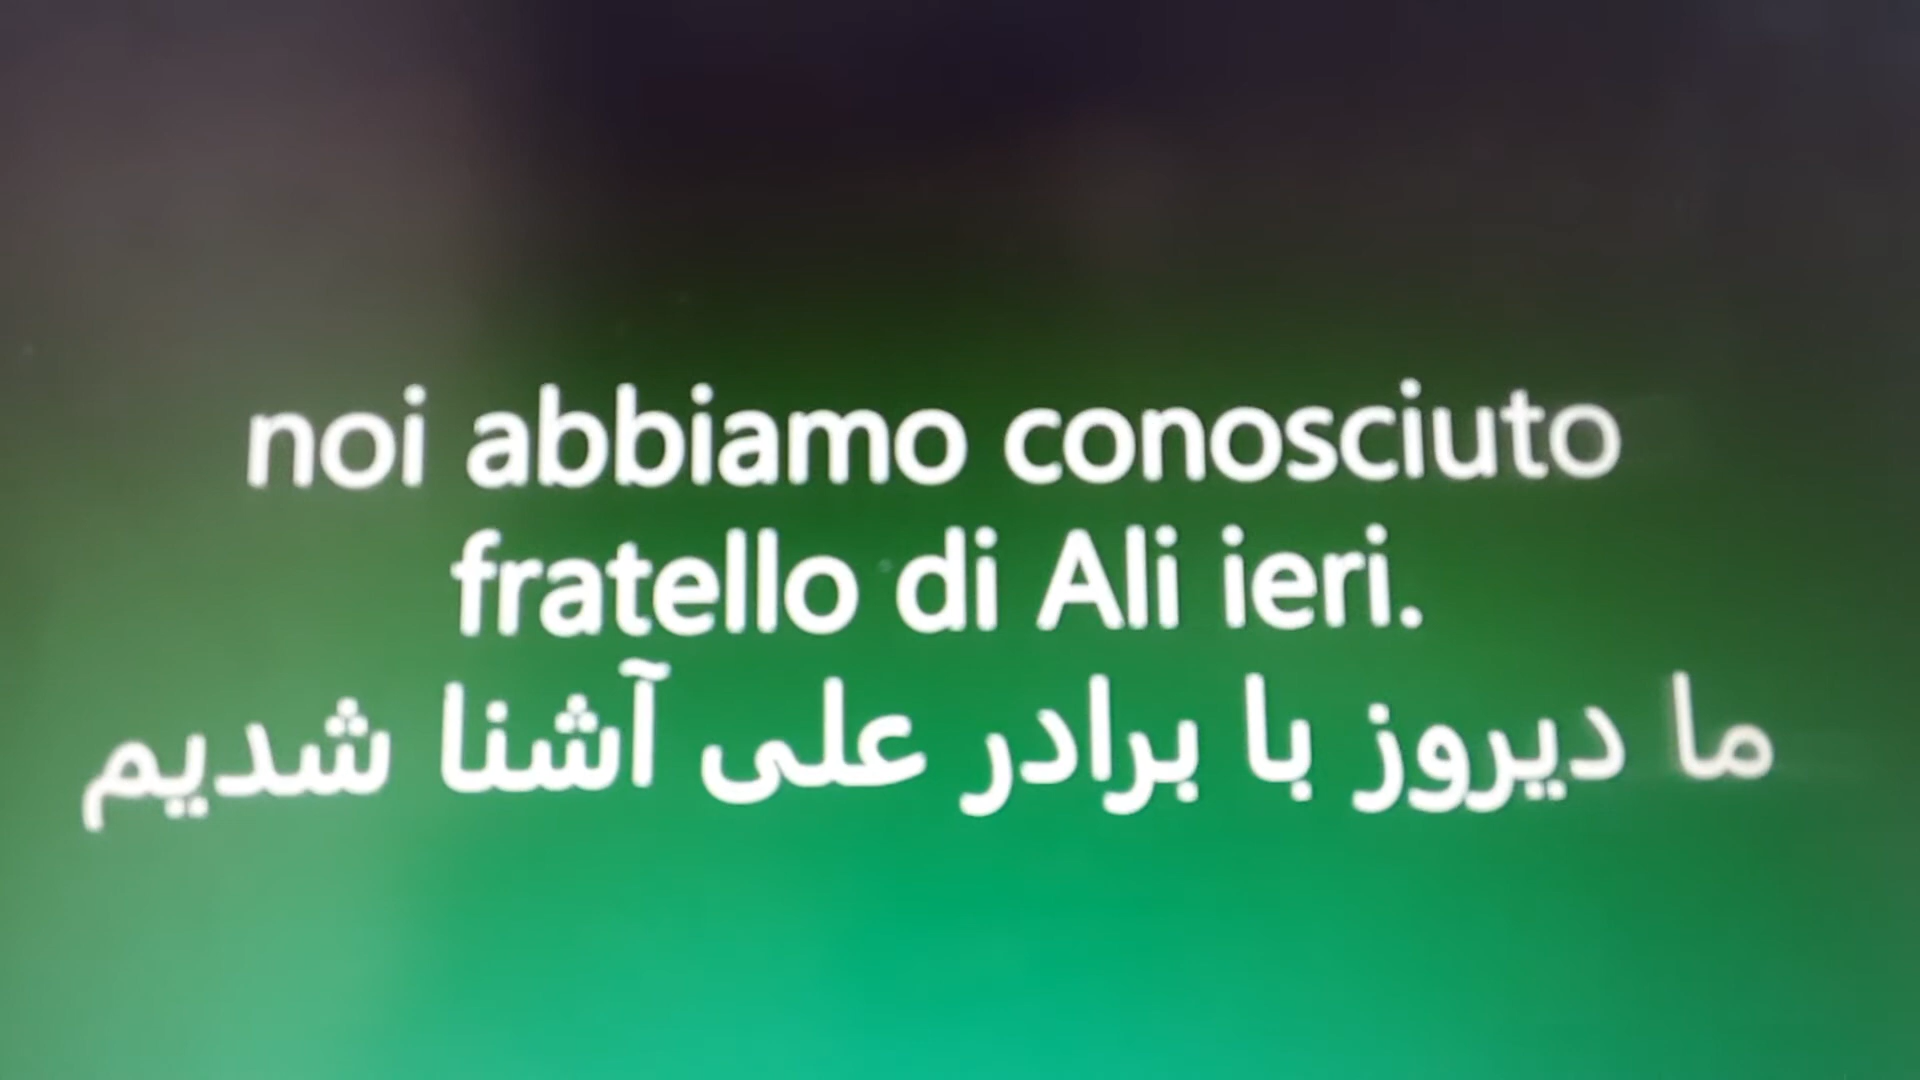 noi abbiamo conosciuto
fratello di Ali ieri.
ما دیروز با برادر علی آشنا شدیم